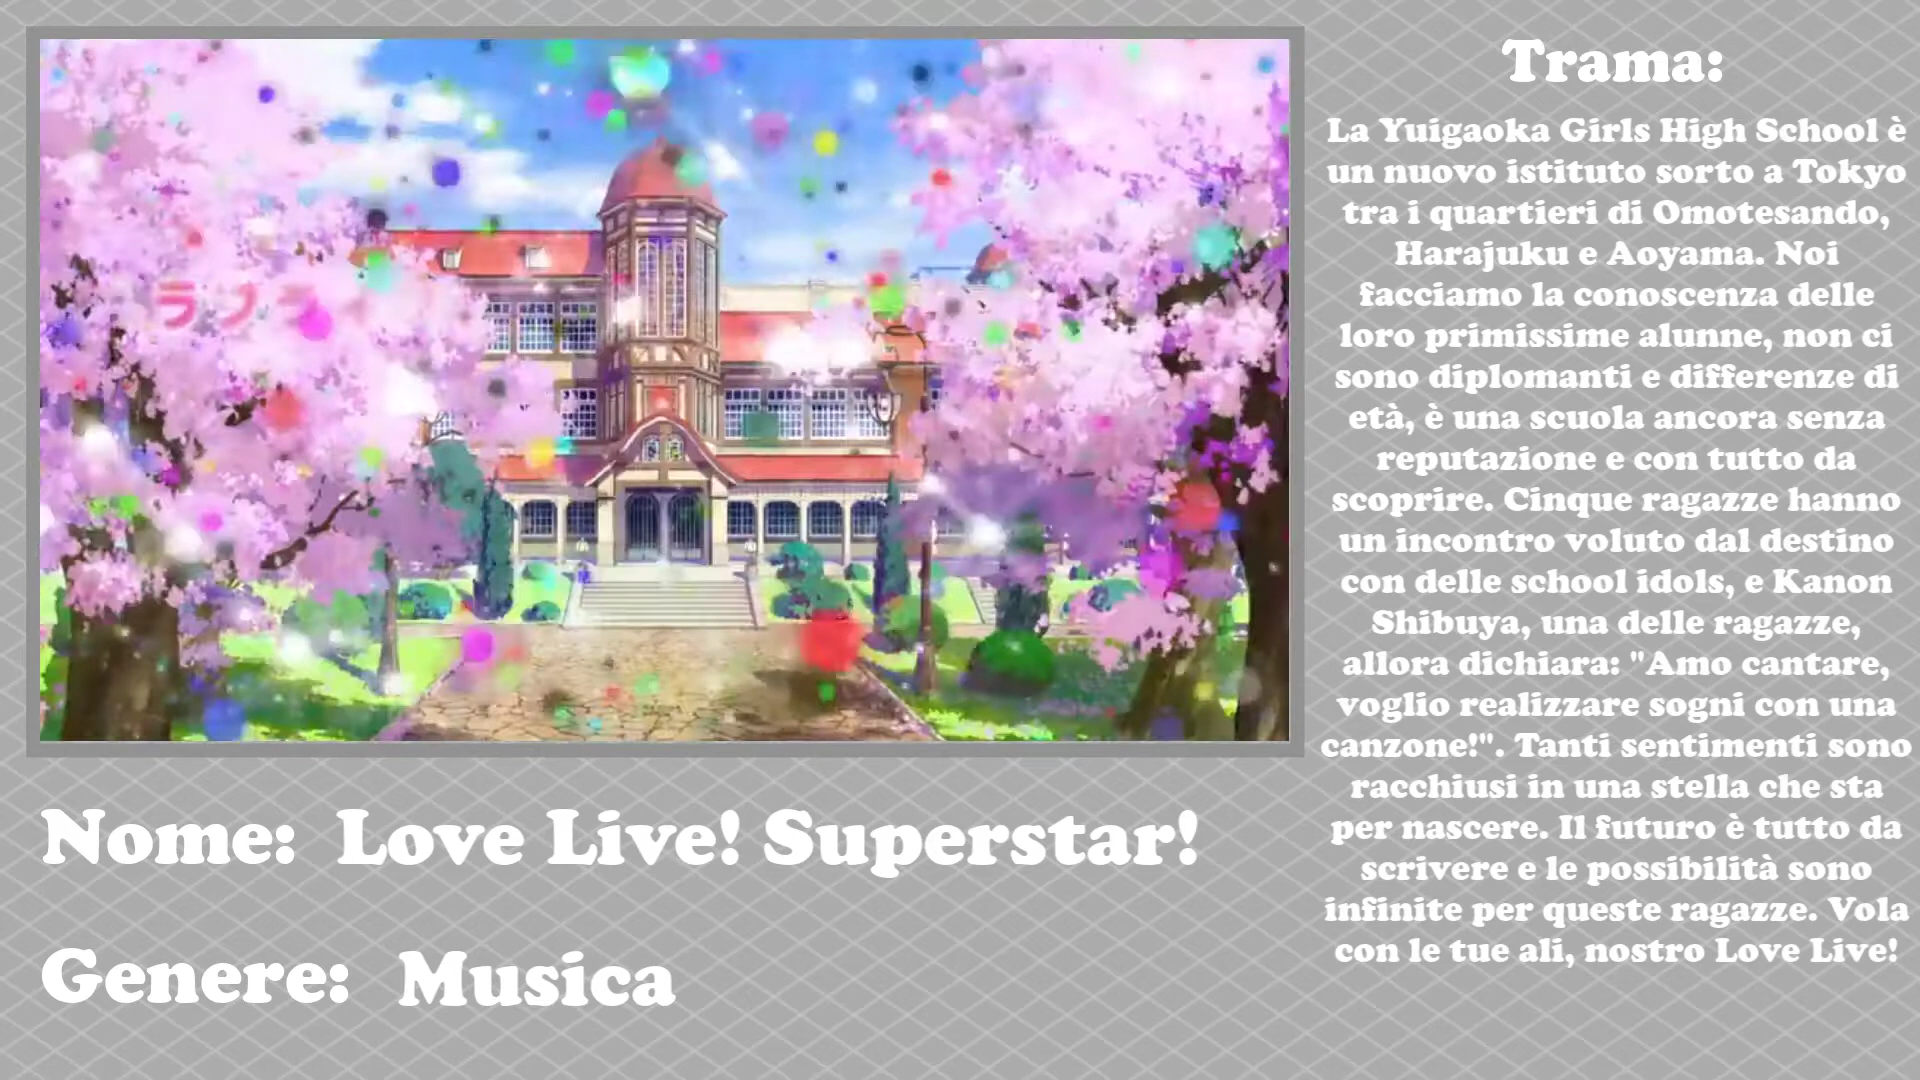 Trama:
La Yuigaoka Girls High School è
un nuovo istituto sorto a Tokyo
tra i quartieri di Omotesando,
Harajuku e Aoyama. Noi
facciamo la conoscenza delle
loro primissime alunne, non ci
sono diplomanti e differenze di
età, è una scuola ancora senza
reputazione e con tutto da
scoprire. Cinque ragazze hanno
un incontro voluto dal destino
con delle school idols, e Kanon
Shibuya, una delle ragazze,
allora dichiara: "Amo cantare,
voglio realizzare sogni con una
canzone!". Tanti sentimenti sono
racchiusi in una stella che sta
per nascere. Il futuro è tutto da
scrivere e le possibilità sono
infinite per queste ragazze. Vola
con le tue ali, nostro Love Live!
Nome: Love Live! Superstar!
Genere: Musica